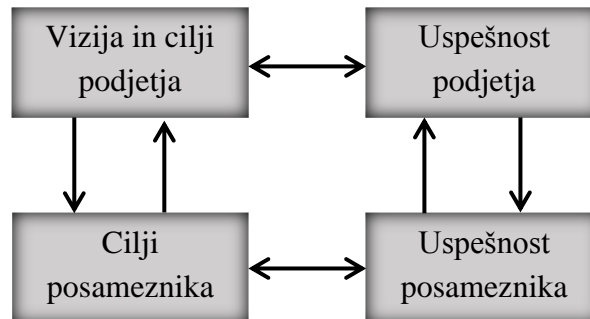 Vizija in cilji
podjetja
Uspešnost
podjetja
Cilji
posameznika
Uspešnost
posameznika